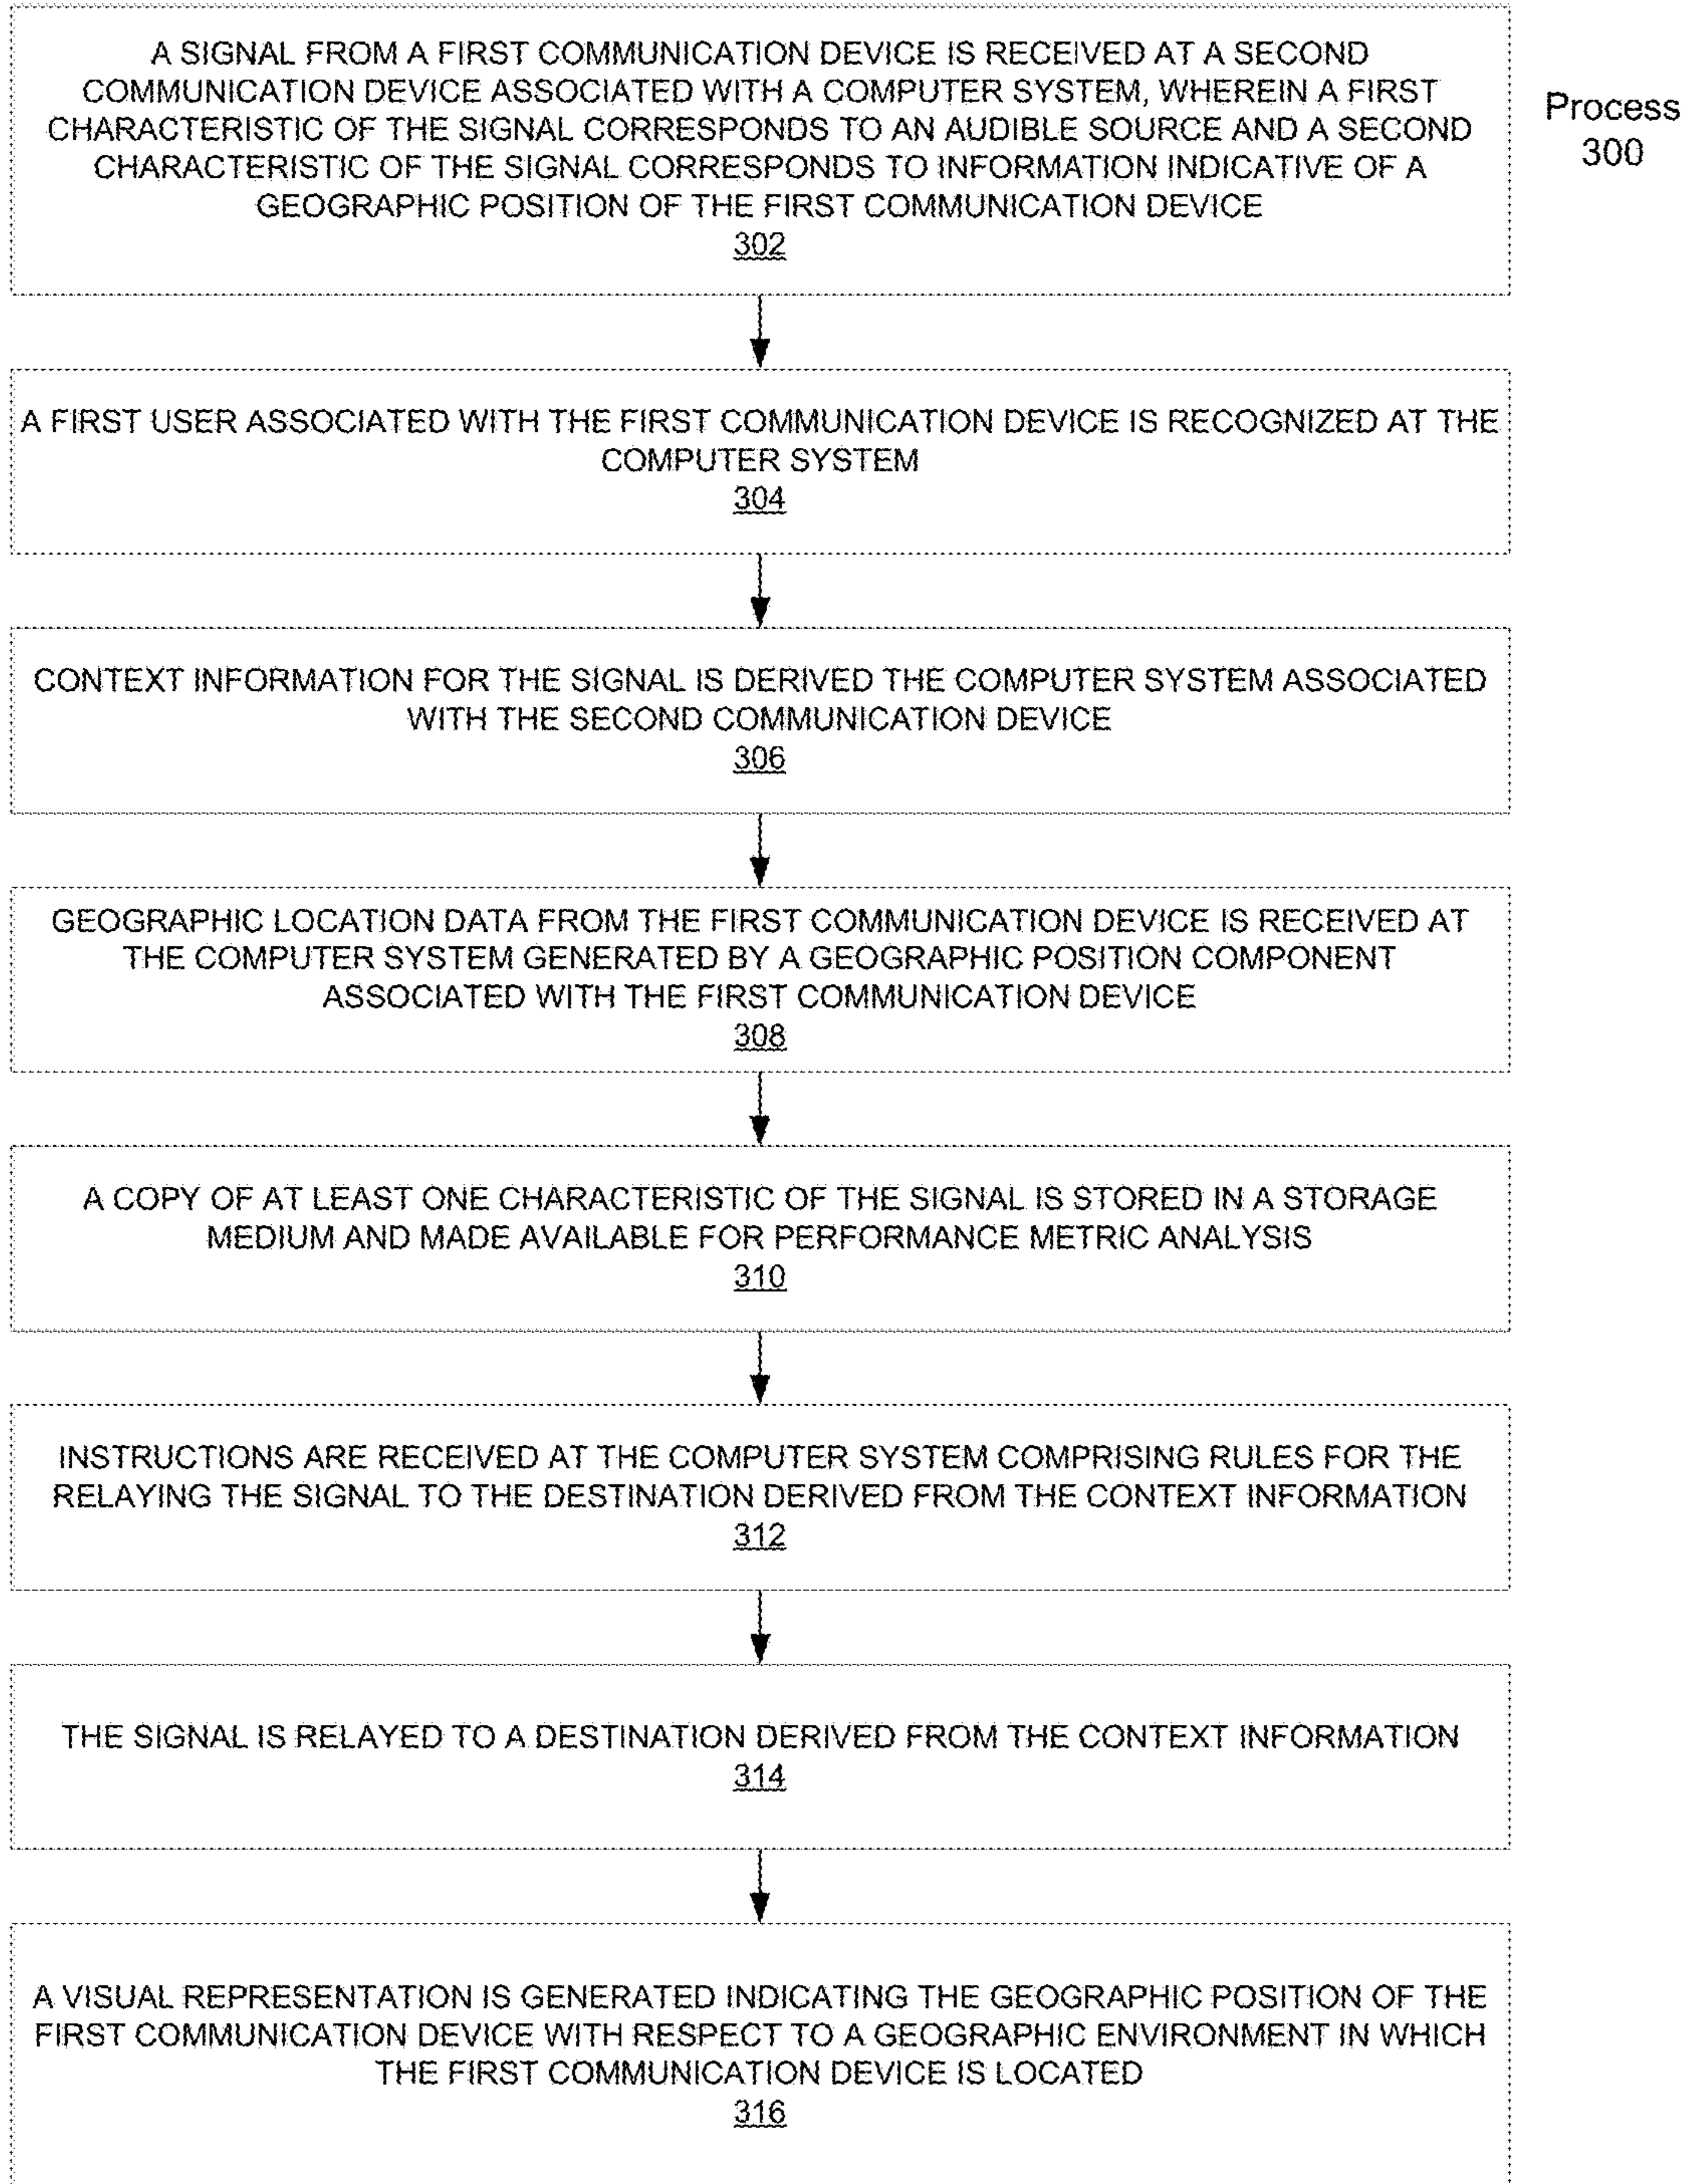 A SIGNAL FROM A FIRST COMMUNICATION DEVICE IS RECEIVED AT A SECOND
COMMUNICATION DEVICE ASSOCIATED WITH A COMPUTER SYSTEM, WHEREIN A FIRST
CHARACTERISTIC OF THE SIGNAL CORRESPONDS TO AN AUDIBLE SOURCE AND A SECOND
CHARACTERISTIC OF THE SIGNAL CORRESPONDS TO INFORMATION INDICATIVE OF A
GEOGRAPHIC POSITION OF THE FIRST COMMUNICATION DEVICE
302
Process
300
A FIRST USER ASSOCIATED WITH THE FIRST COMMUNICATION DEVICE IS RECOGNIZED AT THE
COMPUTER SYSTEM
304
CONTEXT INFORMATION FOR THE SIGNAL IS DERIVED THE COMPUTER SYSTEM ASSOCIATED
WITH THE SECOND COMMUNICATION DEVICE
306
GEOGRAPHIC LOCATION DATA FROM THE FIRST COMMUNICATION DEVICE IS RECEIVED AT
THE COMPUTER SYSTEM GENERATED BY A GEOGRAPHIC POSITION COMPONENT
ASSOCIATED WITH THE FIRST COMMUNICATION DEVICE
308
A COPY OF AT LEAST ONE CHARACTERISTIC OF THE SIGNAL IS STORED IN A STORAGE
MEDIUM AND MADE AVAILABLE FOR PERFORMANCE METRIC ANALYSIS
310
INSTRUCTIONS ARE RECEIVED AT THE COMPUTER SYSTEM COMPRISING RULES FOR THE
RELAYING THE SIGNAL TO THE DESTINATION DERIVED FROM THE CONTEXT INFORMATION
312
THE SIGNAL IS RELAYED TO A DESTINATION DERIVED FROM THE CONTEXT INFORMATION
314
A VISUAL REPRESENTATION IS GENERATED INDICATING THE GEOGRAPHIC POSITION OF THE
FIRST COMMUNICATION DEVICE WITH RESPECT TO A GEOGRAPHIC ENVIRONMENT IN WHICH
THE FIRST COMMUNICATION DEVICE IS LOCATED
316